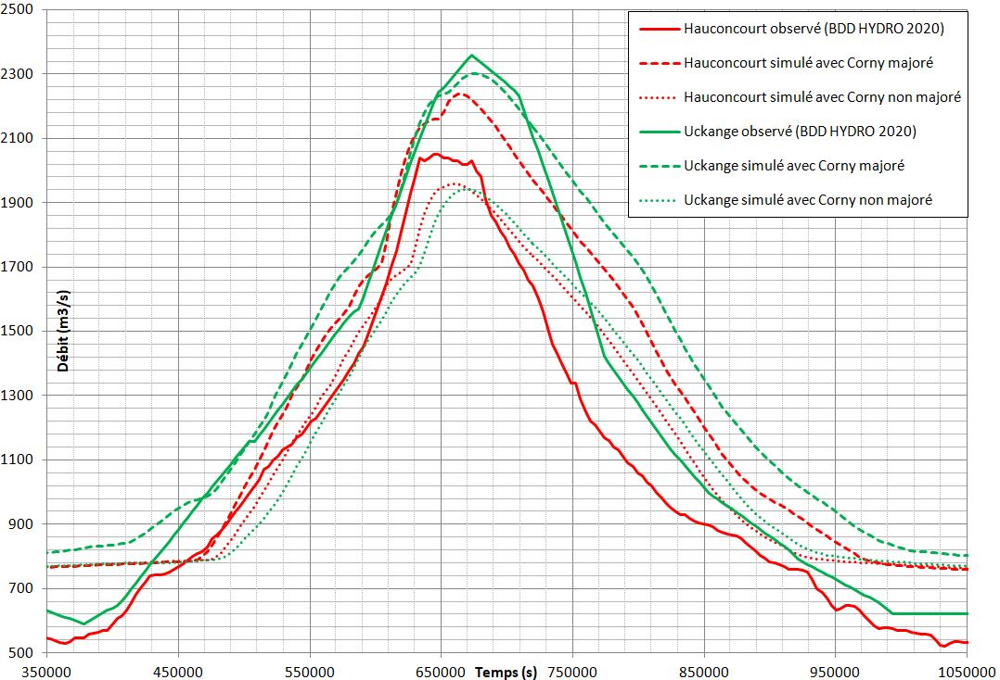 2500
2300
2100
1900
1700
1500
1300
1100
900
700
500
Débit (m3/s)
Hauconcourt observé (BDD HYDRO 2020)
Hauconcourt simulé avec Corny majoré
Hauconcourt simulé avec Corny non majoré
Uckange observé (BDD HYDRO 2020)
Uckange simulé avec Corny majoré
Uckange simulé avec Corny non majoré
350000 450000 550000 650000 Temps (s) 750000 850000 950000 1050000